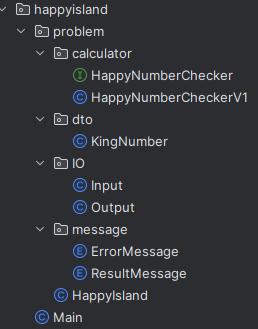 happyisland
problem
calculator
HappyNumberChecker
HappyNumberCheckerV1
dto
KingNumber
IO
Input
Output
message
ErrorMessage
ResultMessage
HappyIsland
Main